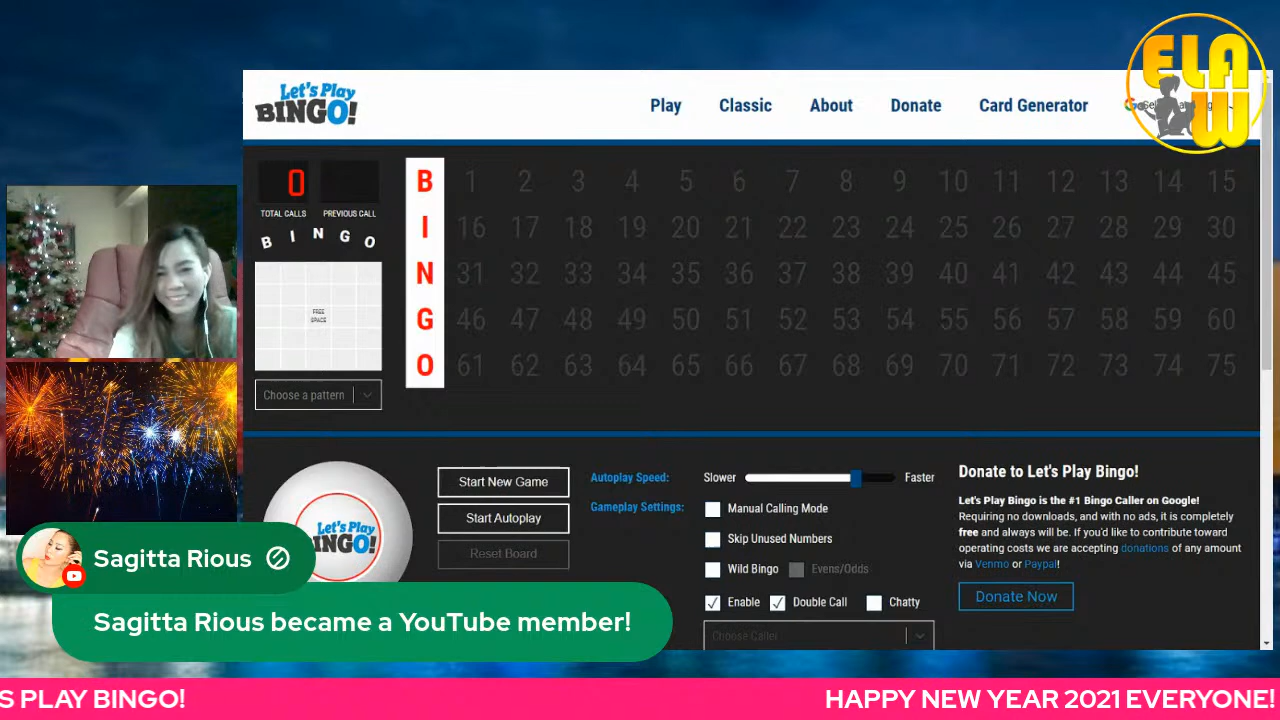 ELA
W
Let's Play
BINGO!
Play
Classic
About
Donate
Card Generator
0
TOTAL CALLS
PREVIOUS CALL
B I N G O
FREE
SPACE
Choose a pattern
B 1 2 3 4 5 6 7 8 9 10 11 12 13 14 15
I 16 17 18 19 20 21 22 23 24 25 26 27 28 29 30
N 31 32 33 34 35 36 37 38 39 40 41 42 43 44 45
G 46 47 48 49 50 51 52 53 54 55 56 57 58 59 60
O 61 62 63 64 65 66 67 68 69 70 71 72 73 74 75
Let's Play
BINGO!
Start New Game
Start Autoplay
Reset Board
Autoplay Speed:
Slower
Faster
Gameplay Settings:
Manual Calling Mode
Skip Unused Numbers
Wild Bingo
Evens/Odds
Enable
Double Call
Chatty
Choose Caller
Donate to Let's Play Bingo!
Let's Play Bingo is the #1 Bingo Caller on Google!
Requiring no downloads, and with no ads, it is completely
free and always will be. If you'd like to contribute toward
operating costs we are accepting donations of any amount
via Venmo or Paypal!
Donate Now
Sagitta Rious
Sagitta Rious became a YouTube member!
S PLAY BINGO!
HAPPY NEW YEAR 2021 EVERYONE!